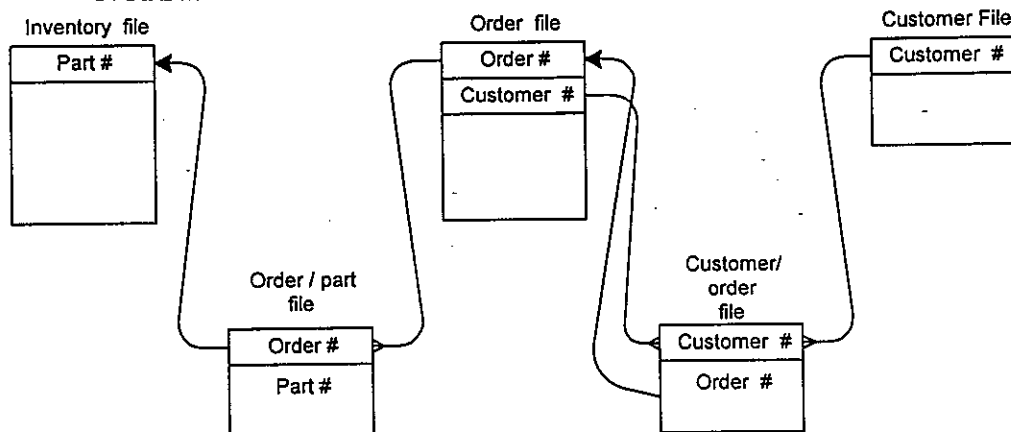 Inventory file
Part #
Order file
Order #
Customer #
Customer File
Customer #
Order / part
file
Order #
Part #
Customer/
order
file
Customer #
Order #